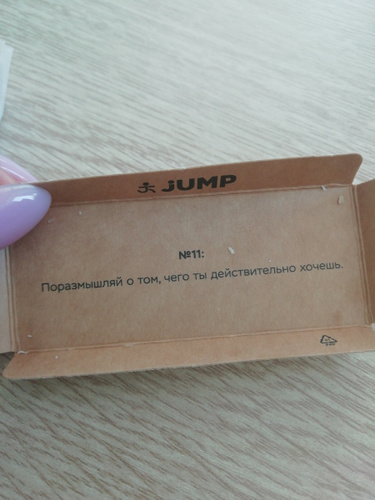 JUMP
№11:
Поразмышляй о том, чего ты действительно хочешь.